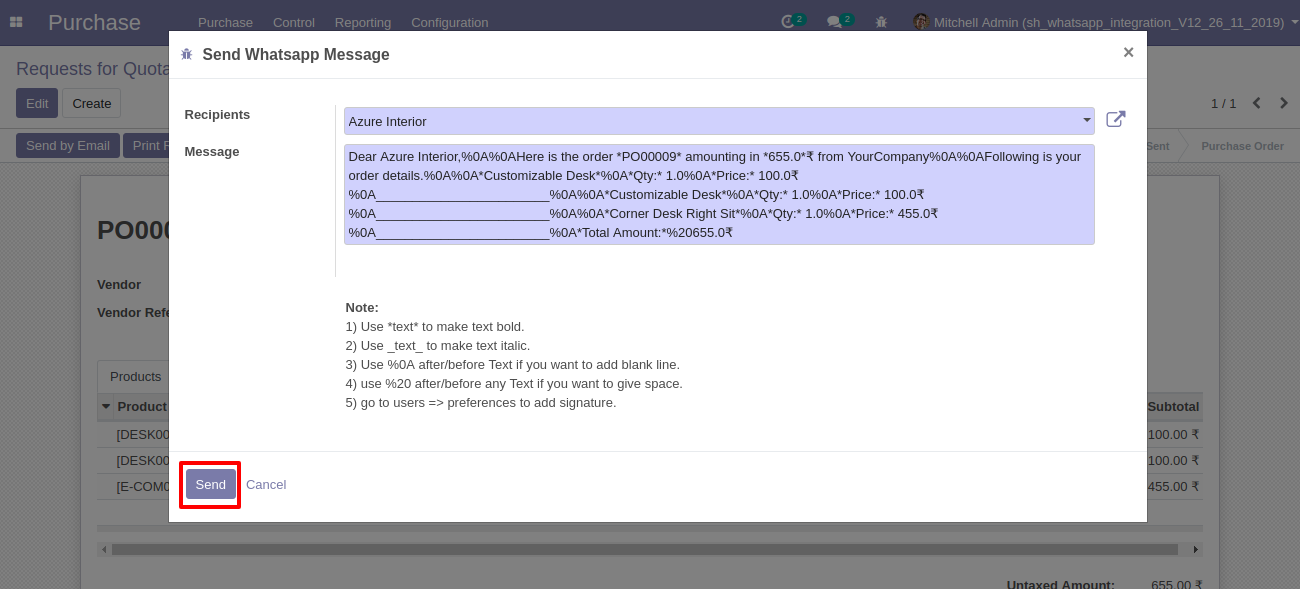 Purchase Purchase Control Reporting Configuration 2 2 Mitchell Admin (sh_whatsapp_integration_V12_26_11_2019)
Requests for Quota
Edit Create 1 / 1
Send by Email Print R Sent Purchase Order
Send Whatsapp Message ×
Recipients Azure Interior
Message
Dear Azure Interior,%0A%0AHere is the order *PO00009* amounting in *655.0*₹ from YourCompany%0A%0AFollowing is your
order details.%0A%0A*Customizable Desk*%0A*Qty:* 1.0%0A*Price:* 100.0₹
%0A________________________%0A%0A*Customizable Desk*%0A*Qty:* 1.0%0A*Price:* 100.0₹
%0A________________________%0A%0A*Corner Desk Right Sit*%0A*Qty:* 1.0%0A*Price:* 455.0₹
%0A________________________%0A*Total Amount:*%20655.0₹
Note:
1) Use *text* to make text bold.
2) Use _text_ to make text italic.
3) Use %0A after/before Text if you want to add blank line.
4) use %20 after/before any Text if you want to give space.
5) go to users => preferences to add signature.
Send Cancel
PO000
Vendor
Vendor Refe
Products
Product Subtotal
[DESK00 100.00 ₹
[DESK00 100.00 ₹
[E-COM0 455.00 ₹
Untaxed Amount: 655.00 ₹